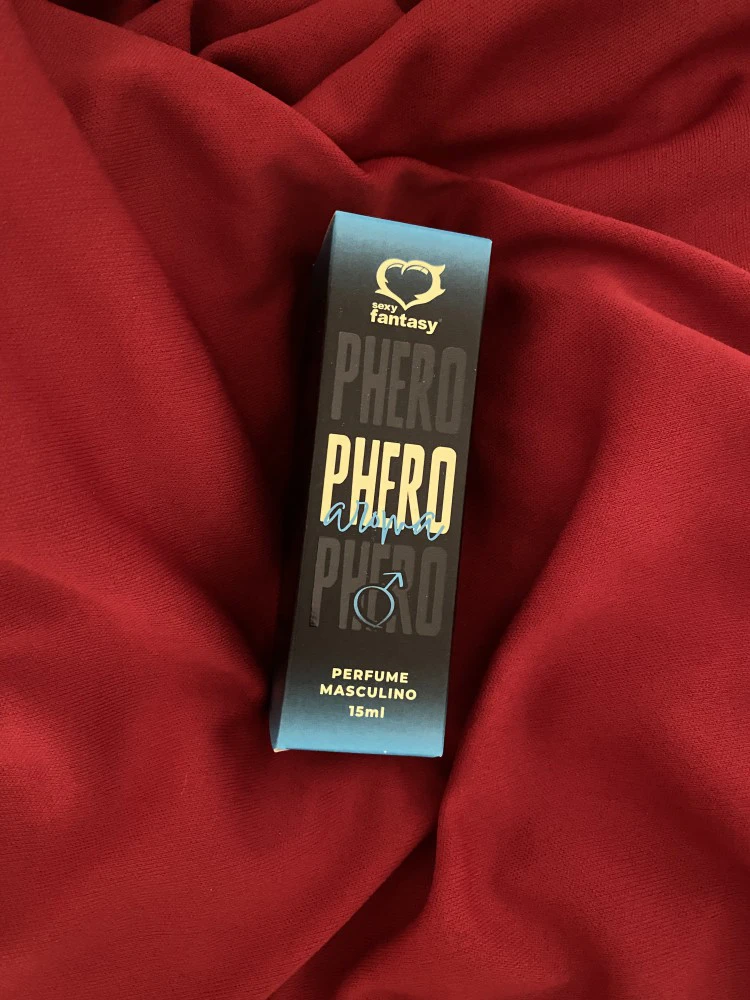 sexy
fantasy®
PHERO
PHERO
aroma
PHERO
PERFUME
MASCULINO
15ml